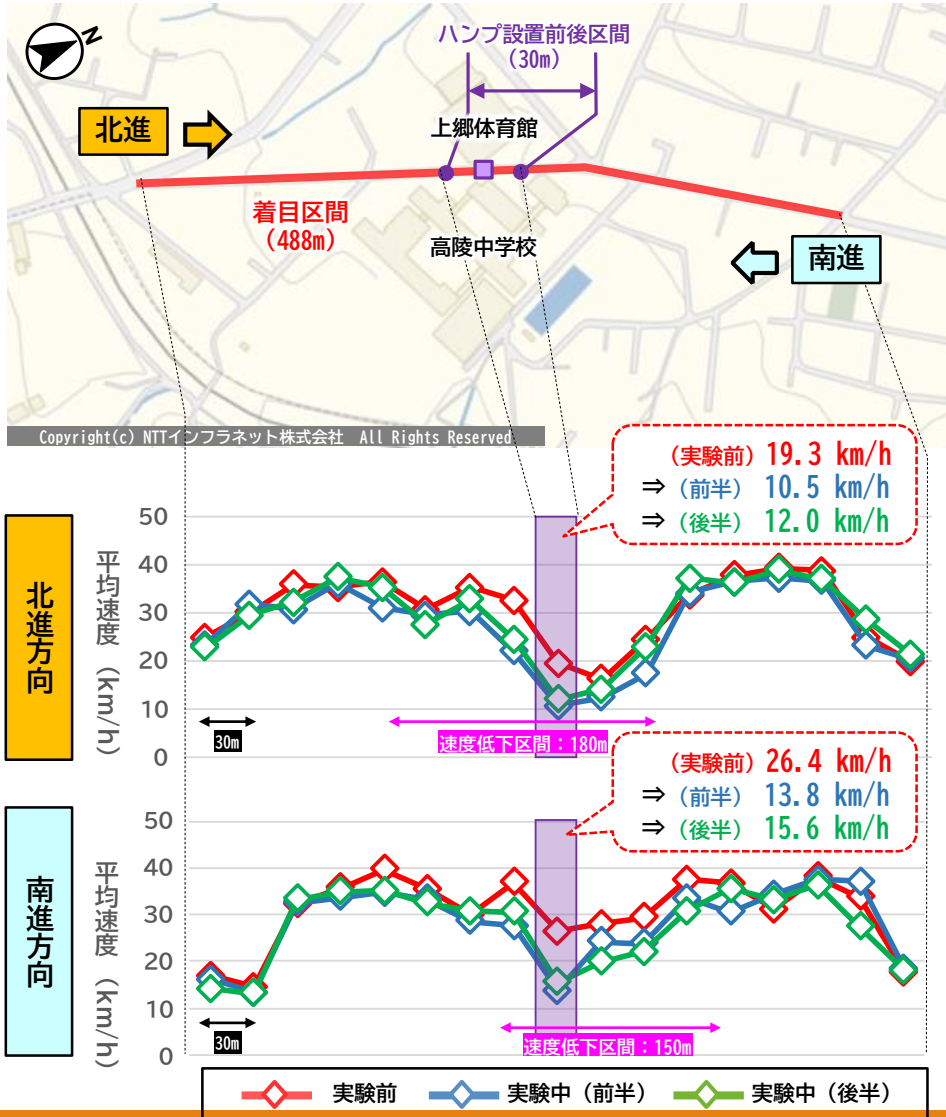 N
ハンプ設置前後区間
（30m）
北進
上郷体育館
着目区間
（488m）
高陵中学校
南進
Copyright(c) NTTインフラネット株式会社 All Rights Reserved
（実験前）19.3 km/h
⇒（前半）10.5 km/h
⇒（後半）12.0 km/h
北進方向
平均速度（km/h）
50
40
30
20
10
0
30m
速度低下区間：180m
（実験前）26.4 km/h
⇒（前半）13.8 km/h
⇒（後半）15.6 km/h
南進方向
平均速度（km/h）
50
40
30
20
10
0
30m
速度低下区間：150m
実験前 実験中（前半） 実験中（後半）